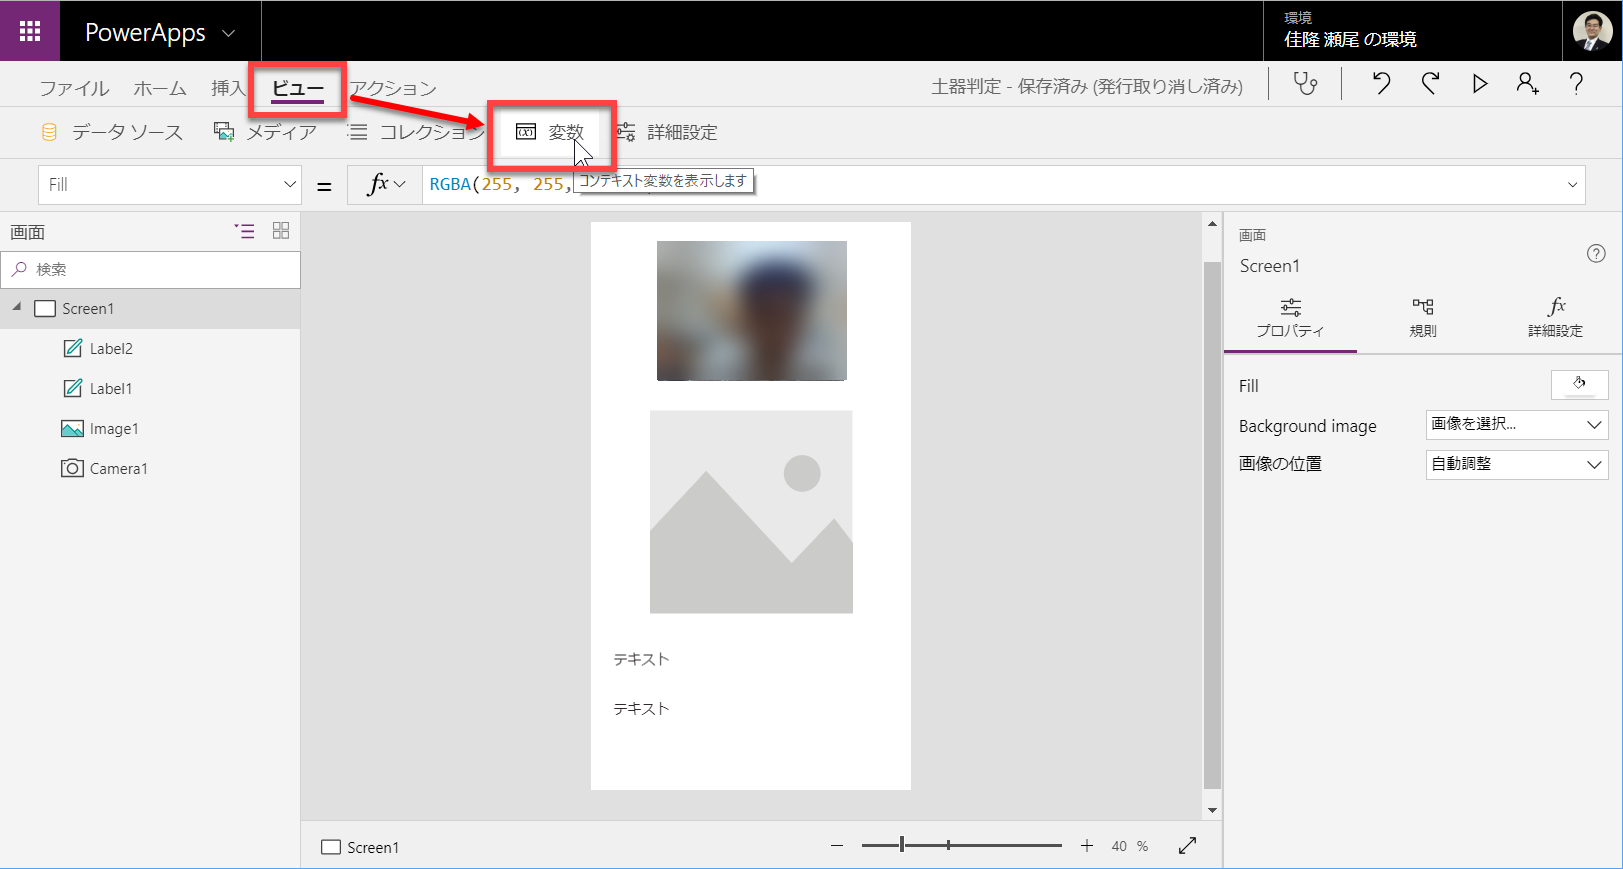 PowerApps
環境
佳隆 瀬尾 の環境
ファイル ホーム 挿入 ビュー アクション
土器判定 - 保存済み (発行取り消し済み)
データ ソース メディア コレクション 変数 詳細設定
Fill = fx RGBA(255, 255,
コンテキスト変数を表示します
画面
検索
Screen1
Label2
Label1
Image1
Camera1
テキスト
テキスト
Screen1
40 %
画面
Screen1
プロパティ 規則 詳細設定
Fill
Background image 画像を選択...
画像の位置 自動調整